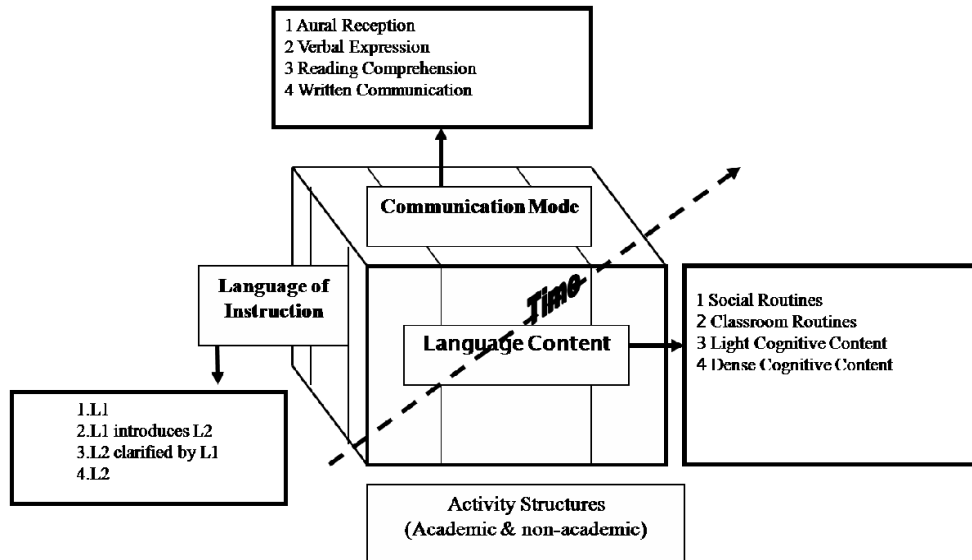 1 Aural Reception
2 Verbal Expression
3 Reading Comprehension
4 Written Communication
Communication Mode
Language of
Instruction
Time
Language Content
1 Social Routines
2 Classroom Routines
3 Light Cognitive Content
4 Dense Cognitive Content
1.L1
2.L1 introduces L2
3.L2 clarified by L1
4.L2
Activity Structures
(Academic & non-academic)